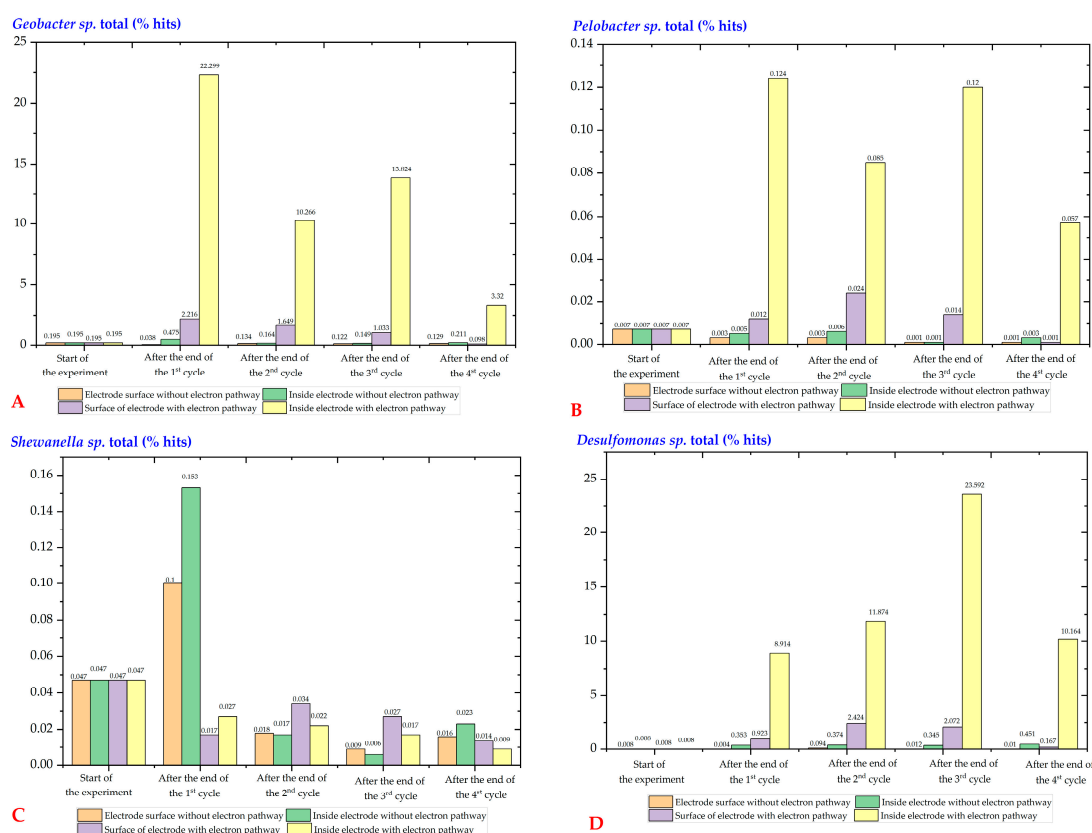 Geobacter sp. total (% hits)
25
20
15
10
5
0
0.195
0.195
0.195
0.195
0.038
0.475
2.216
22.299
0.134
0.164
1.649
10.266
0.122
0.149
1.033
0.129
0.211
0.098
3.32
Start of
the experiment
After the end of
the 1st cycle
After the end of
the 2nd cycle
After the end of
the 3rd cycle
After the end of
the 4st cycle
Electrode surface without electron pathway
Inside electrode without electron pathway
Surface of electrode with electron pathway
Inside electrode with electron pathway
A
Pelobacter sp. total (% hits)
0.14
0.12
0.10
0.08
0.06
0.04
0.02
0.00
0.007
0.007
0.007
0.007
0.003
0.005
0.012
0.124
0.003
0.006
0.024
0.085
0.001
0.001
0.014
0.12
0.001
0.003
0.001
0.057
Start of
the experiment
After the end of
the 1st cycle
After the end of
the 2nd cycle
After the end of
the 3rd cycle
After the end of
the 4st cycle
Electrode surface without electron pathway
Inside electrode without electron pathway
Surface of electrode with electron pathway
Inside electrode with electron pathway
B
Shewanella sp. total (% hits)
0.16
0.14
0.12
0.10
0.08
0.06
0.04
0.02
0.00
0.047
0.047
0.047
0.047
0.1
0.153
0.017
0.027
0.018
0.017
0.034
0.022
0.009
0.006
0.027
0.017
0.016
0.023
0.014
0.009
Start of
the experiment
After the end of
the 1st cycle
After the end of
the 2nd cycle
After the end of
the 3rd cycle
After the end of
the 4st cycle
Electrode surface without electron pathway
Inside electrode without electron pathway
Surface of electrode with electron pathway
Inside electrode with electron pathway
C
Desulfomonas sp. total (% hits)
25
20
15
10
5
0
0.008
0.008
0.008
0.004
0.353
0.923
8.914
0.094
0.374
2.424
11.874
0.012
0.345
2.072
23.592
0.01
0.451
0.167
10.164
Start of
the experiment
After the end of
the 1st cycle
After the end of
the 2nd cycle
After the end of
the 3rd cycle
After the end of
the 4st cycle
Electrode surface without electron pathway
Inside electrode without electron pathway
Surface of electrode with electron pathway
Inside electrode with electron pathway
D